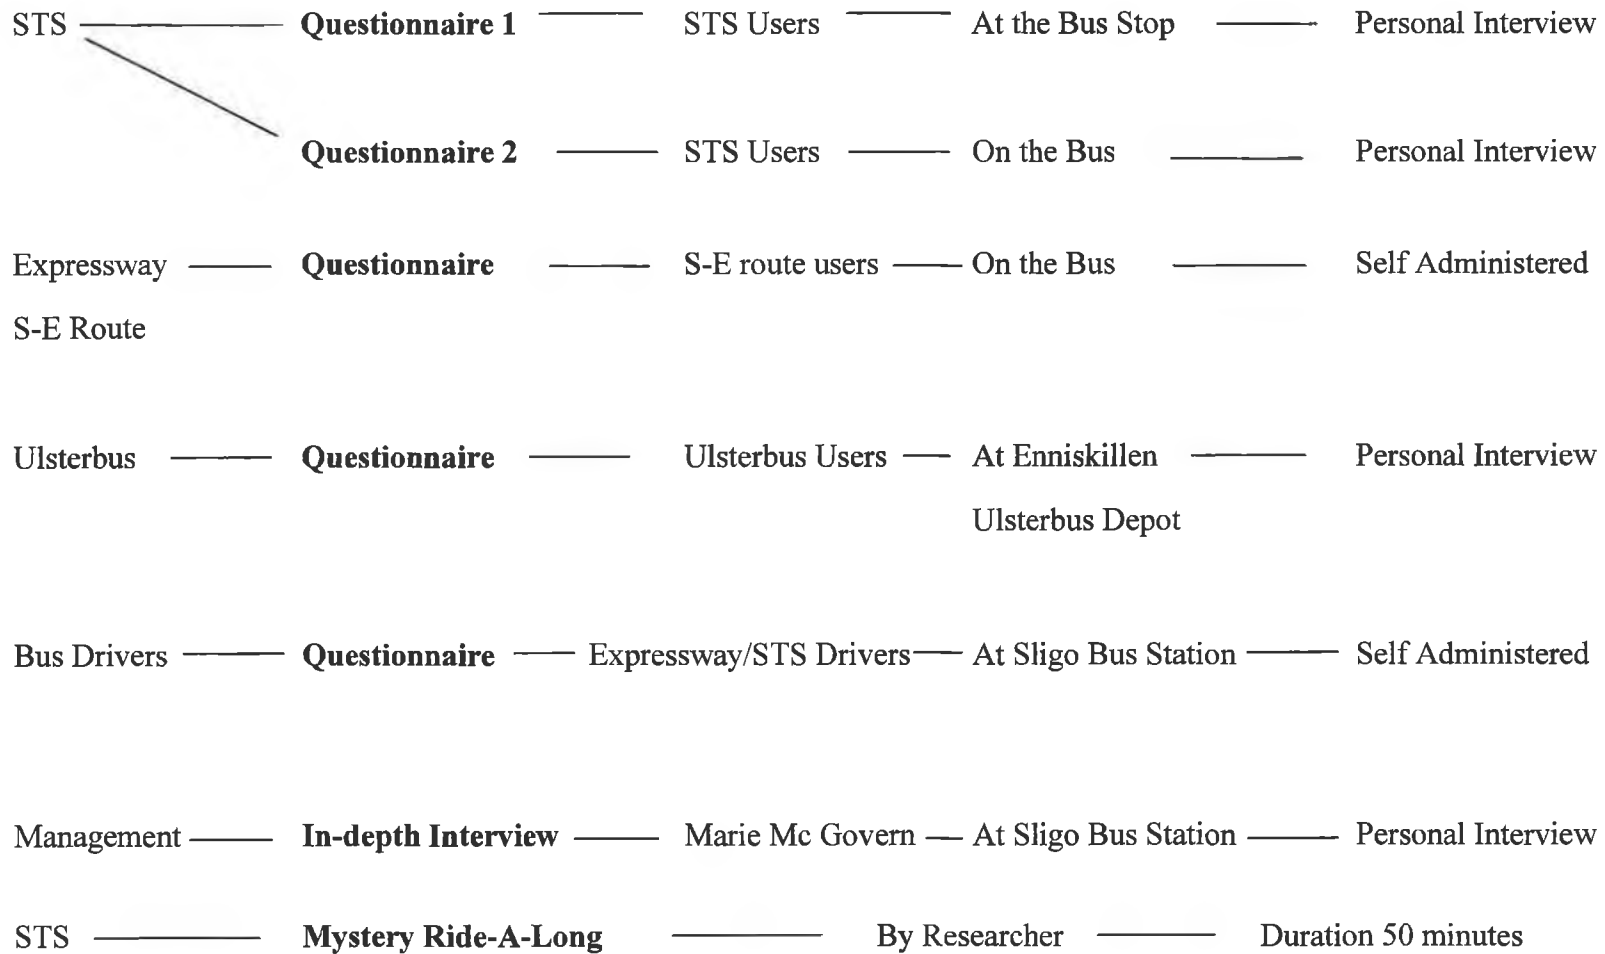 STS Questionnaire 1 STS Users At the Bus Stop Personal Interview
Questionnaire 2 STS Users On the Bus Personal Interview
Expressway Questionnaire S-E route users On the Bus Self Administered
S-E Route
Ulsterbus Questionnaire Ulsterbus Users At Enniskillen Personal Interview
Ulsterbus Depot
Bus Drivers Questionnaire Expressway/STS Drivers At Sligo Bus Station Self Administered
Management In-depth Interview Marie Mc Govern At Sligo Bus Station Personal Interview
STS Mystery Ride-A-Long By Researcher Duration 50 minutes